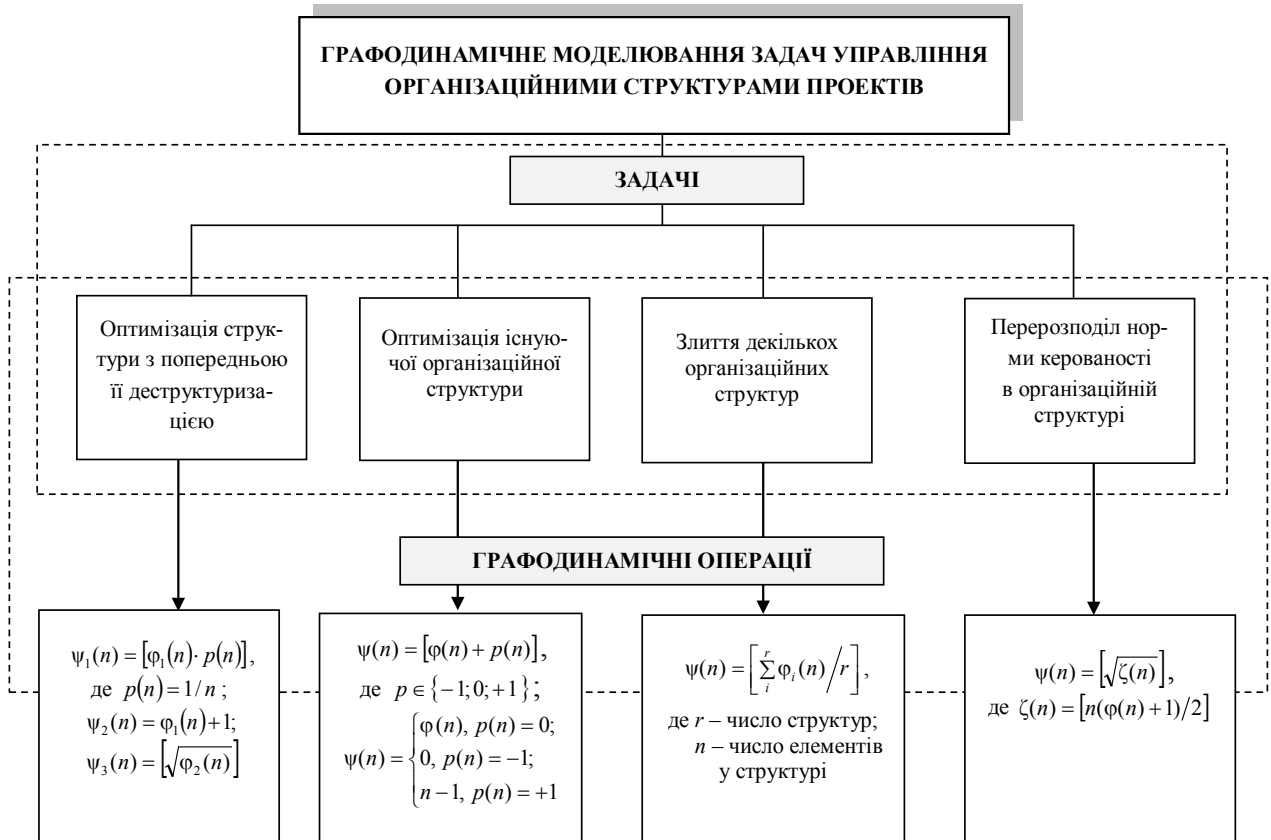 ГРАФОДИНАМІЧНЕ МОДЕЛЮВАННЯ ЗАДАЧ УПРАВЛІННЯ
ОРГАНІЗАЦІЙНИМИ СТРУКТУРАМИ ПРОЕКТІВ
ЗАДАЧІ
Оптимізація струк-
тури з попередньою
її деструктуриза-
цією
Оптимізація існую-
чої організаційної
структури
Злиття декількох
організаційних
структур
Перерозподіл нор-
ми керованості
в організаційній
структурі
ГРАФОДИНАМІЧНІ ОПЕРАЦІЇ
ψ₁(n) = [φ₁(n)· p(n)],
де p(n) = 1/n ;
ψ₂(n) = φ₁(n)+1;
ψ₃(n) = [√φ₂(n)]
ψ(n) = [φ(n) + p(n)],
де p ∈ {−1; 0; +1} ;
ψ(n) = { φ(n), p(n) = 0;
0, p(n) = −1;
n − 1, p(n) = +1
ψ(n) = [ ∑ᵢʳ φᵢ(n)/r ] ,
де r – число структур;
n – число елементів
у структурі
ψ(n) = [√ζ(n)],
де ζ(n) = [n(φ(n) + 1)/2]